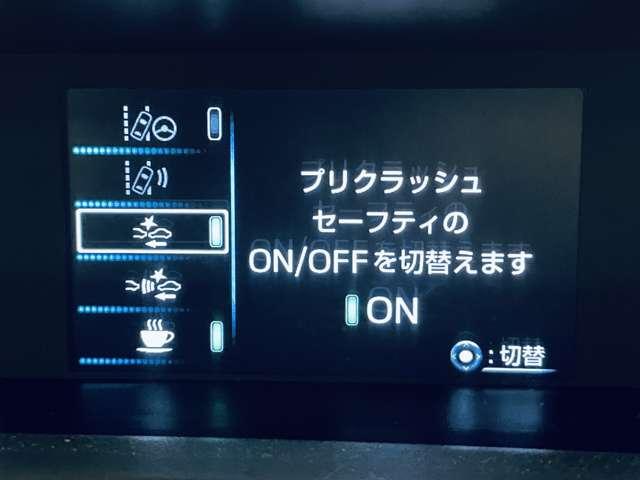 プリクラッシュ
セーフティの
ON/OFFを切替えます
ON
:切替